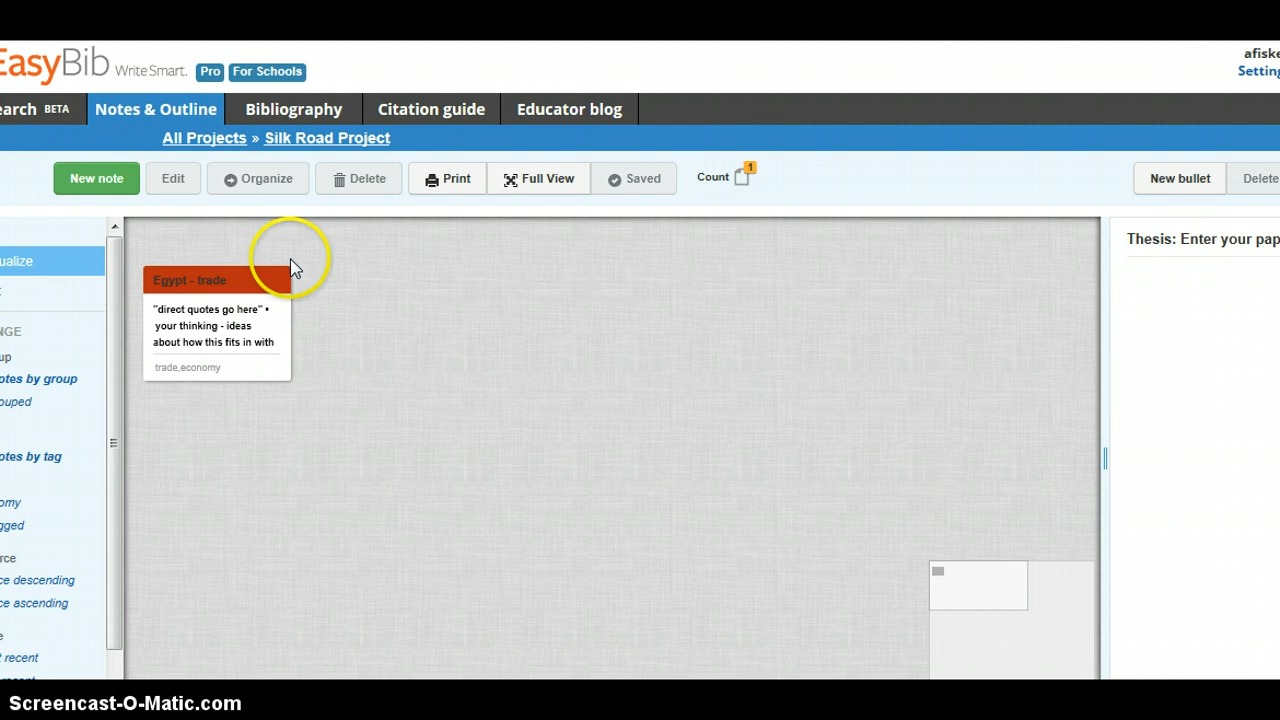 EasyBib WriteSmart. Pro For Schools
afiske
Setting
earch BETA Notes & Outline Bibliography Citation guide Educator blog
All Projects » Silk Road Project
New note Edit Organize Delete Print Full View Saved Count 1 New bullet Delete
ualize
Thesis: Enter your pap
Egypt - trade
"direct quotes go here" •
your thinking - ideas
about how this fits in with
trade,economy
NGE
up
otes by group
ouped
otes by tag
omy
gged
rce
ce descending
ce ascending
e
t recent
Screencast-O-Matic.com